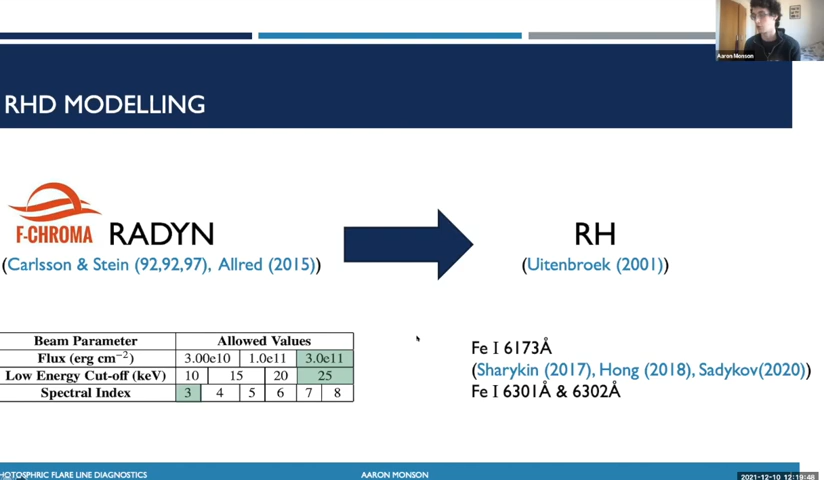 Aaron Monson
RHD MODELLING
F-CHROMA RADYN
(Carlsson & Stein (92,92,97), Allred (2015))
RH
(Uitenbroek (2001))
Beam Parameter Allowed Values
Flux (erg cm⁻²) 3.00e10 1.0e11 3.0e11
Low Energy Cut-off (keV) 10 15 20 25
Spectral Index 3 4 5 6 7 8
Fe I 6173Å
(Sharykin (2017), Hong (2018), Sadykov(2020))
Fe I 6301Å & 6302Å
HOTOSPHRIC FLARE LINE DIAGNOSTICS
AARON MONSON
2021-12-10 12:19:48